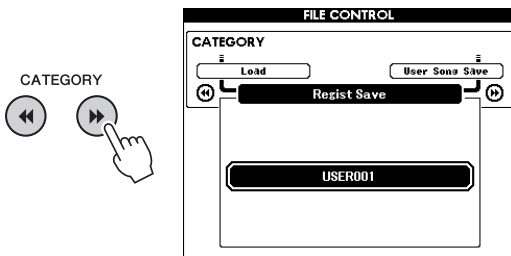 FILE CONTROL
CATEGORY
Load
User Song Save
Regist Save
USER001
CATEGORY